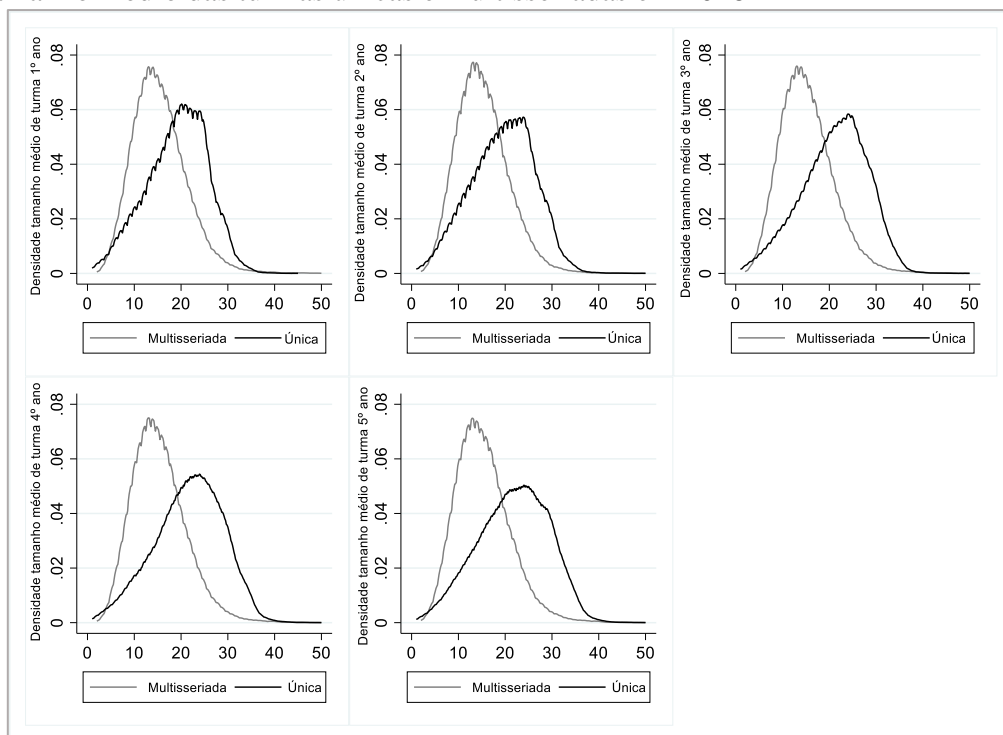 Densidade tamanho médio de turma 1º ano
.08
.06
.04
.02
0
0 10 20 30 40 50
Multisseriada Única
Densidade tamanho médio de turma 2º ano
.08
.06
.04
.02
0
0 10 20 30 40 50
Multisseriada Única
Densidade tamanho médio de turma 3º ano
.08
.06
.04
.02
0
0 10 20 30 40 50
Multisseriada Única
Densidade tamanho médio de turma 4º ano
.08
.06
.04
.02
0
0 10 20 30 40 50
Multisseriada Única
Densidade tamanho médio de turma 5º ano
.08
.06
.04
.02
0
0 10 20 30 40 50
Multisseriada Única